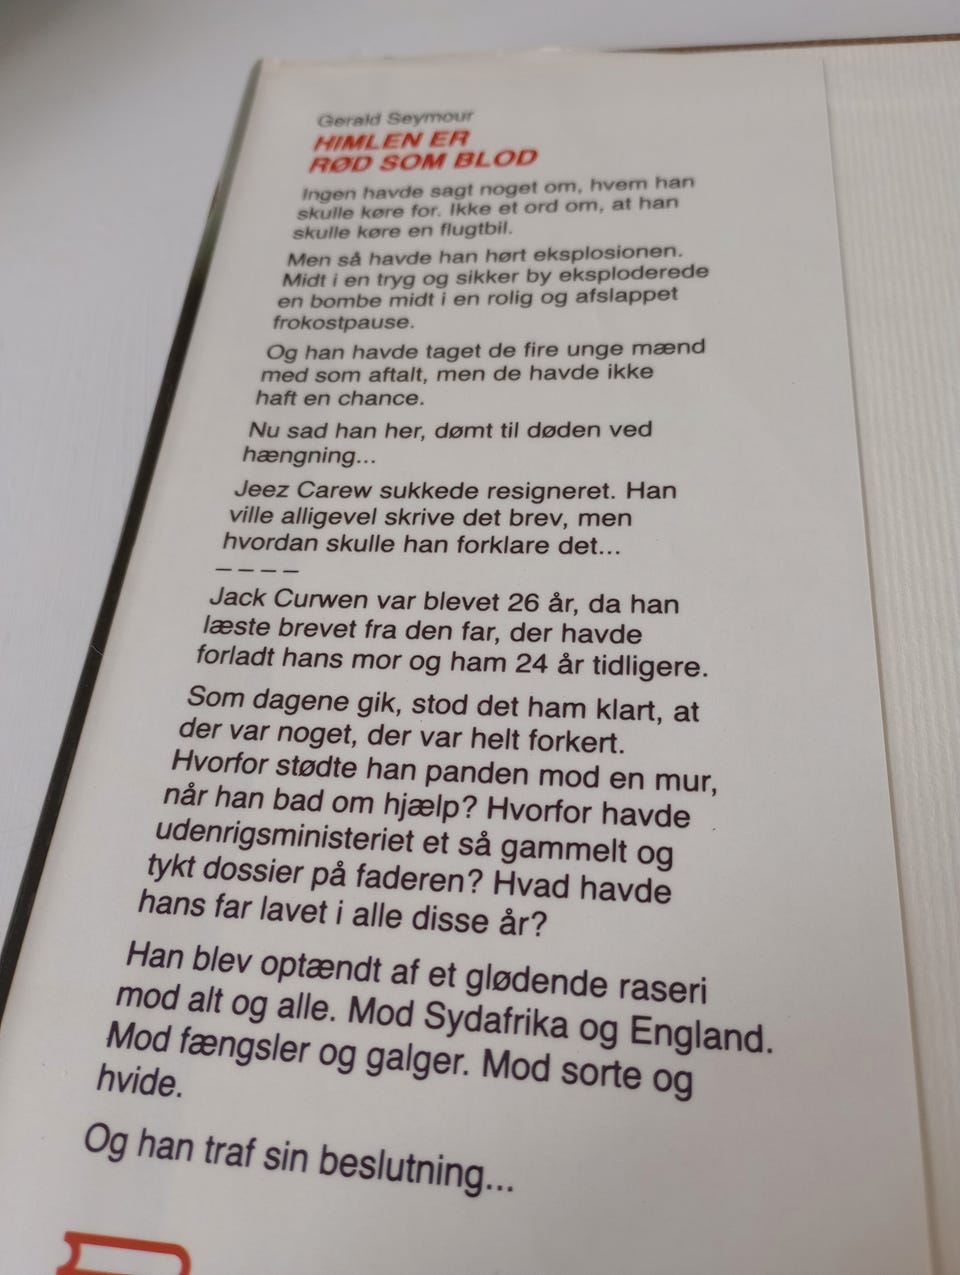 Gerald Seymour
HIMLEN ER
RØD SOM BLOD
Ingen havde sagt noget om, hvem han
skulle køre for. Ikke et ord om, at han
skulle køre en flugtbil.
Men så havde han hørt eksplosionen.
Midt i en tryg og sikker by eksploderede
en bombe midt i en rolig og afslappet
frokostpause.
Og han havde taget de fire unge mænd
med som aftalt, men de havde ikke
haft en chance.
Nu sad han her, dømt til døden ved
hængning...
Jeez Carew sukkede resigneret. Han
ville alligevel skrive det brev, men
hvordan skulle han forklare det...
– – – –
Jack Curwen var blevet 26 år, da han
læste brevet fra den far, der havde
forladt hans mor og ham 24 år tidligere.
Som dagene gik, stod det ham klart, at
der var noget, der var helt forkert.
Hvorfor stødte han panden mod en mur,
når han bad om hjælp? Hvorfor havde
udenrigsministeriet et så gammelt og
tykt dossier på faderen? Hvad havde
hans far lavet i alle disse år?
Han blev optændt af et glødende raseri
mod alt og alle. Mod Sydafrika og England.
Mod fængsler og galger. Mod sorte og
hvide.
Og han traf sin beslutning...